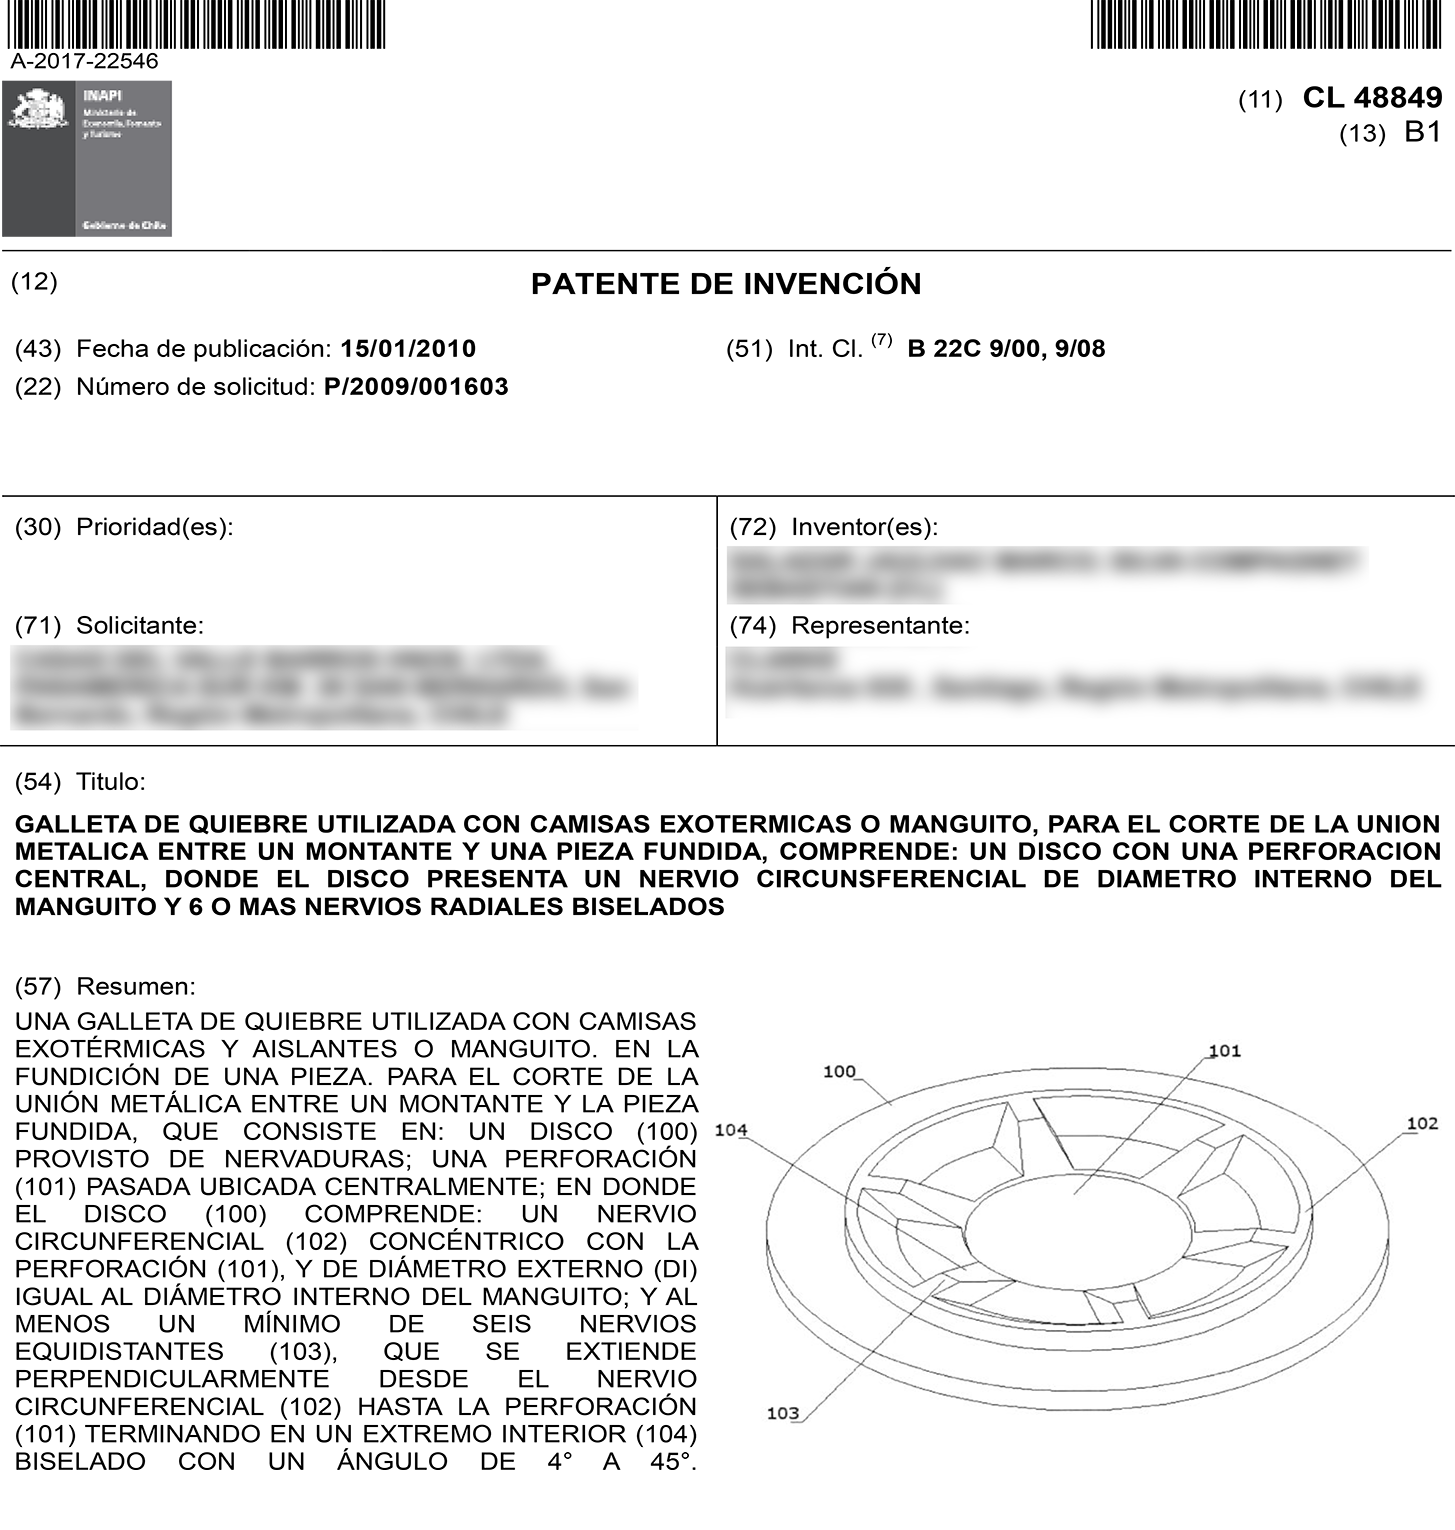 A-2017-22546
INAPI
Ministerio de
Economía, Fomento
y Turismo
Gobierno de Chile
(11) CL 48849
(13) B1
(12) PATENTE DE INVENCIÓN
(43) Fecha de publicación: 15/01/2010
(51) Int. Cl. (7) B 22C 9/00, 9/08
(22) Número de solicitud: P/2009/001603
(30) Prioridad(es):
(72) Inventor(es):
(71) Solicitante:
(74) Representante:
(54) Titulo:
GALLETA DE QUIEBRE UTILIZADA CON CAMISAS EXOTERMICAS O MANGUITO, PARA EL CORTE DE LA UNION
METALICA ENTRE UN MONTANTE Y UNA PIEZA FUNDIDA, COMPRENDE: UN DISCO CON UNA PERFORACION
CENTRAL, DONDE EL DISCO PRESENTA UN NERVIO CIRCUNSFERENCIAL DE DIAMETRO INTERNO DEL
MANGUITO Y 6 O MAS NERVIOS RADIALES BISELADOS
(57) Resumen:
UNA GALLETA DE QUIEBRE UTILIZADA CON CAMISAS
EXOTÉRMICAS Y AISLANTES O MANGUITO. EN LA
FUNDICIÓN DE UNA PIEZA. PARA EL CORTE DE LA
UNIÓN METÁLICA ENTRE UN MONTANTE Y LA PIEZA
FUNDIDA, QUE CONSISTE EN: UN DISCO (100)
PROVISTO DE NERVADURAS; UNA PERFORACIÓN
(101) PASADA UBICADA CENTRALMENTE; EN DONDE
EL DISCO (100) COMPRENDE: UN NERVIO
CIRCUNFERENCIAL (102) CONCÉNTRICO CON LA
PERFORACIÓN (101), Y DE DIÁMETRO EXTERNO (DI)
IGUAL AL DIÁMETRO INTERNO DEL MANGUITO; Y AL
MENOS UN MÍNIMO DE SEIS NERVIOS
EQUIDISTANTES (103), QUE SE EXTIENDE
PERPENDICULARMENTE DESDE EL NERVIO
CIRCUNFERENCIAL (102) HASTA LA PERFORACIÓN
(101) TERMINANDO EN UN EXTREMO INTERIOR (104)
BISELADO CON UN ÁNGULO DE 4° A 45°.
101
100
104
102
103